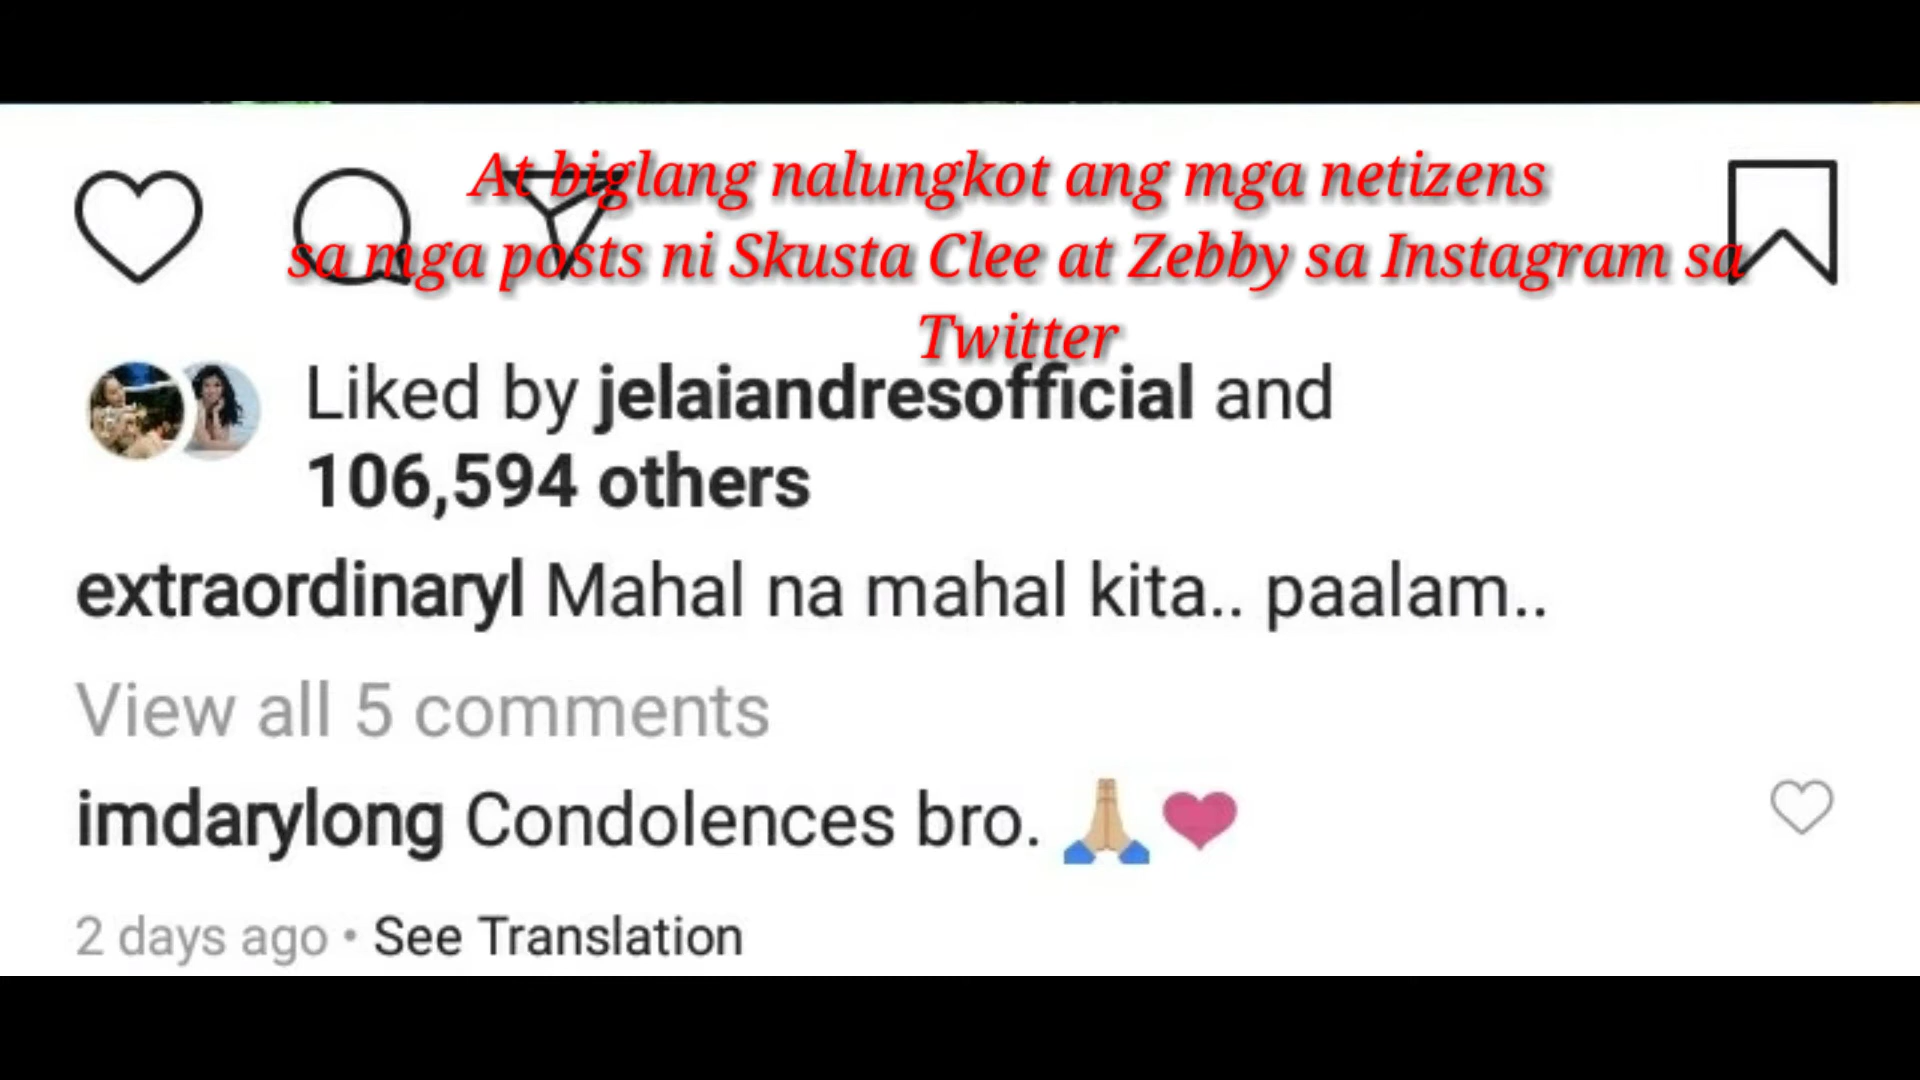 At biglang nalungkot ang mga netizens
sa mga posts ni Skusta Clee at Zebby sa Instagram sa
Twitter
Liked by jelaiandresofficial and
106,594 others
extraordinaryl Mahal na mahal kita.. paalam..
View all 5 comments
imdarylong Condolences bro. 🙏🏼❤
2 days ago • See Translation